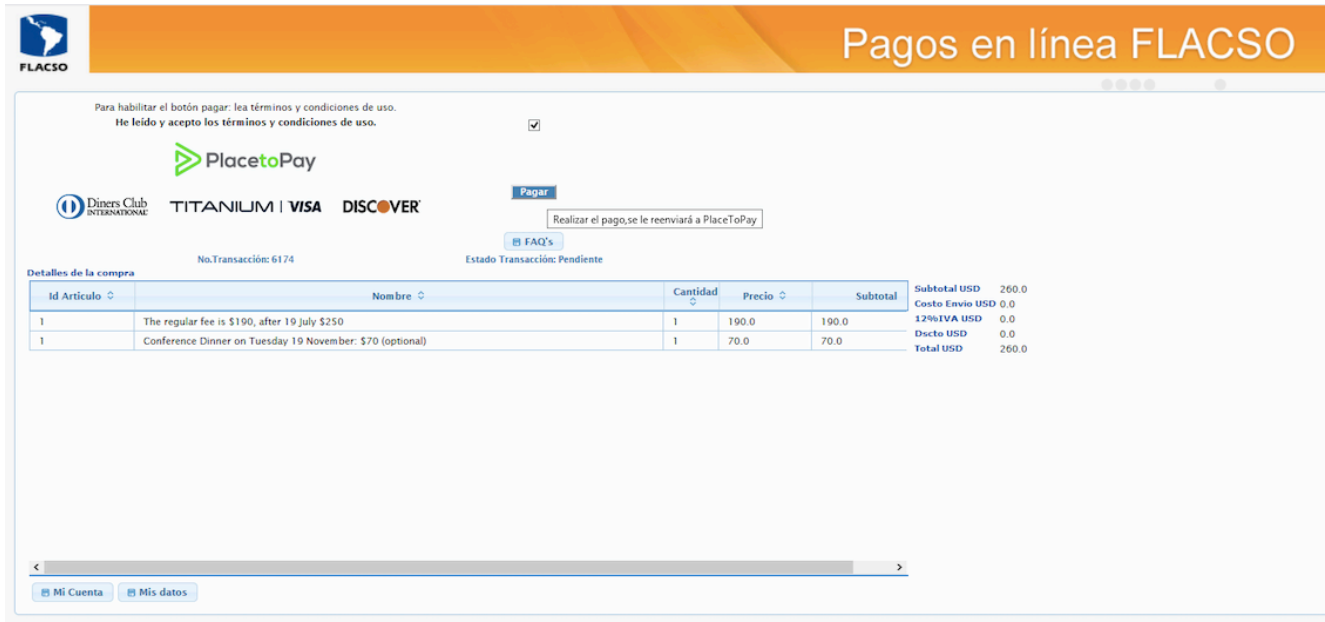 FLACSO
Pagos en línea FLACSO
Para habilitar el botón pagar: lea términos y condiciones de uso.
He leído y acepto los términos y condiciones de uso.
PlacetoPay
Diners Club INTERNATIONAL TITANIUM | VISA DISCOVER
Pagar
Realizar el pago,se le reenviará a PlaceToPay
FAQ's
No.Transacción: 6174 Estado Transacción: Pendiente
Detalles de la compra
Id Articulo Nombre Cantidad Precio Subtotal
1 The regular fee is $190, after 19 July $250 1 190.0 190.0
1 Conference Dinner on Tuesday 19 November: $70 (optional) 1 70.0 70.0
Subtotal USD 260.0
Costo Envio USD 0.0
12%IVA USD 0.0
Dscto USD 0.0
Total USD 260.0
Mi Cuenta Mis datos